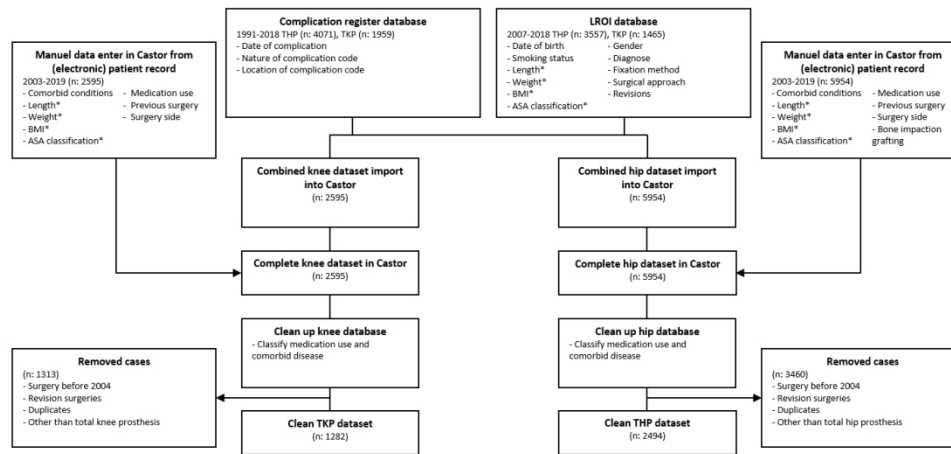 Complication register database
1991-2018 THP (n: 4071), TKP (n: 1959)
- Date of complication
- Nature of complication code
- Location of complication code
LROI database
2007-2018 THP (n: 3557), TKP (n: 1465)
- Date of birth
- Smoking status
- Length*
- Weight*
- BMI*
- ASA classification*
- Gender
- Diagnose
- Fixation method
- Surgical approach
- Revisions
Manuel data enter in Castor from
(electronic) patient record
2003-2019 (n: 2595)
- Comorbid conditions
- Length*
- Weight*
- BMI*
- ASA classification*
- Medication use
- Previous surgery
- Surgery side
Manuel data enter in Castor from
(electronic) patient record
2003-2019 (n: 5954)
- Comorbid conditions
- Length*
- Weight*
- BMI*
- ASA classification*
- Medication use
- Previous surgery
- Surgery side
- Bone impaction
grafting
Combined knee dataset import
into Castor
(n: 2595)
Combined hip dataset import
into Castor
(n: 5954)
Complete knee dataset in Castor
(n: 2595)
Complete hip dataset in Castor
(n: 5954)
Clean up knee database
- Classify medication use and
comorbid disease
Clean up hip database
- Classify medication use and
comorbid disease
Removed cases
(n: 1313)
- Surgery before 2004
- Revision surgeries
- Duplicates
- Other than total knee prosthesis
Removed cases
(n: 3460)
- Surgery before 2004
- Revision surgeries
- Duplicates
- Other than total hip prosthesis
Clean TKP dataset
(n: 1282)
Clean THP dataset
(n: 2494)